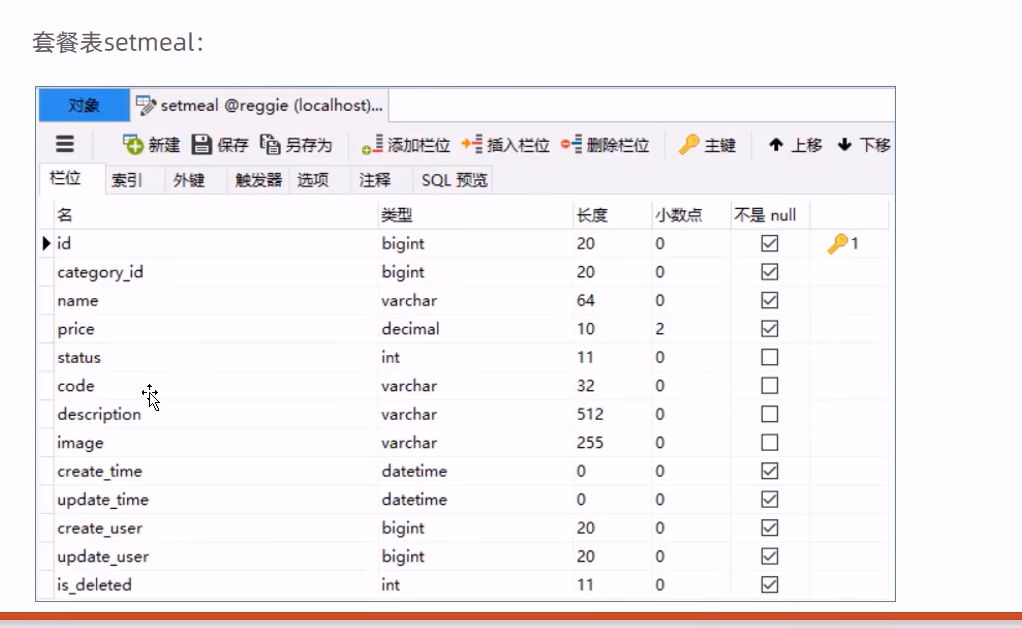 套餐表setmeal：
对象 setmeal @reggie (localhost)...
新建 保存 另存为 添加栏位 插入栏位 删除栏位 主键 上移 下移
栏位 索引 外键 触发器 选项 注释 SQL 预览
名 类型 长度 小数点 不是 null
id bigint 20 0 1
category_id bigint 20 0
name varchar 64 0
price decimal 10 2
status int 11 0
code varchar 32 0
description varchar 512 0
image varchar 255 0
create_time datetime 0 0
update_time datetime 0 0
create_user bigint 20 0
update_user bigint 20 0
is_deleted int 11 0